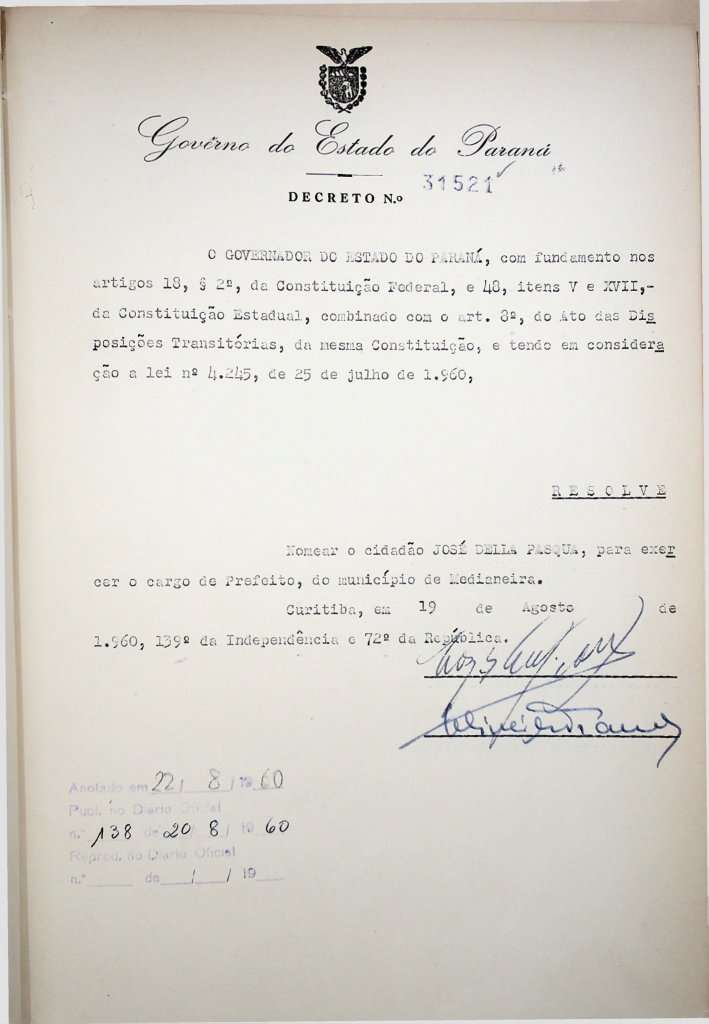 Govêrno do Estado do Paraná
DECRETO N.º 31521
O GOVERNADOR DO ESTADO DO PARANÁ, com fundamento nos
artigos 18, § 2º, da Constituição Federal, e 48, itens V e XVII,-
da Constituição Estadual, combinado com o art. 8º, do Ato das Dis
posições Transitórias, da mesma Constituição, e tendo em considera
ção a lei nº 4.245, de 25 de julho de 1.960,
R E S O L V E
Nomear o cidadão JOSÉ DELLA PASQUA, para exer
cer o cargo de Prefeito, do município de Medianeira.
Curitiba, em 19 de Agosto de
1.960, 139º da Independência e 72º da República.
Anotado em 22 / 8 / 19 60
Publ. no Diario Oficial
n.º 138 de 20 / 8 / 19 60
Reprod. no Diario Oficial
n.º ____ de ___/___/ 19___